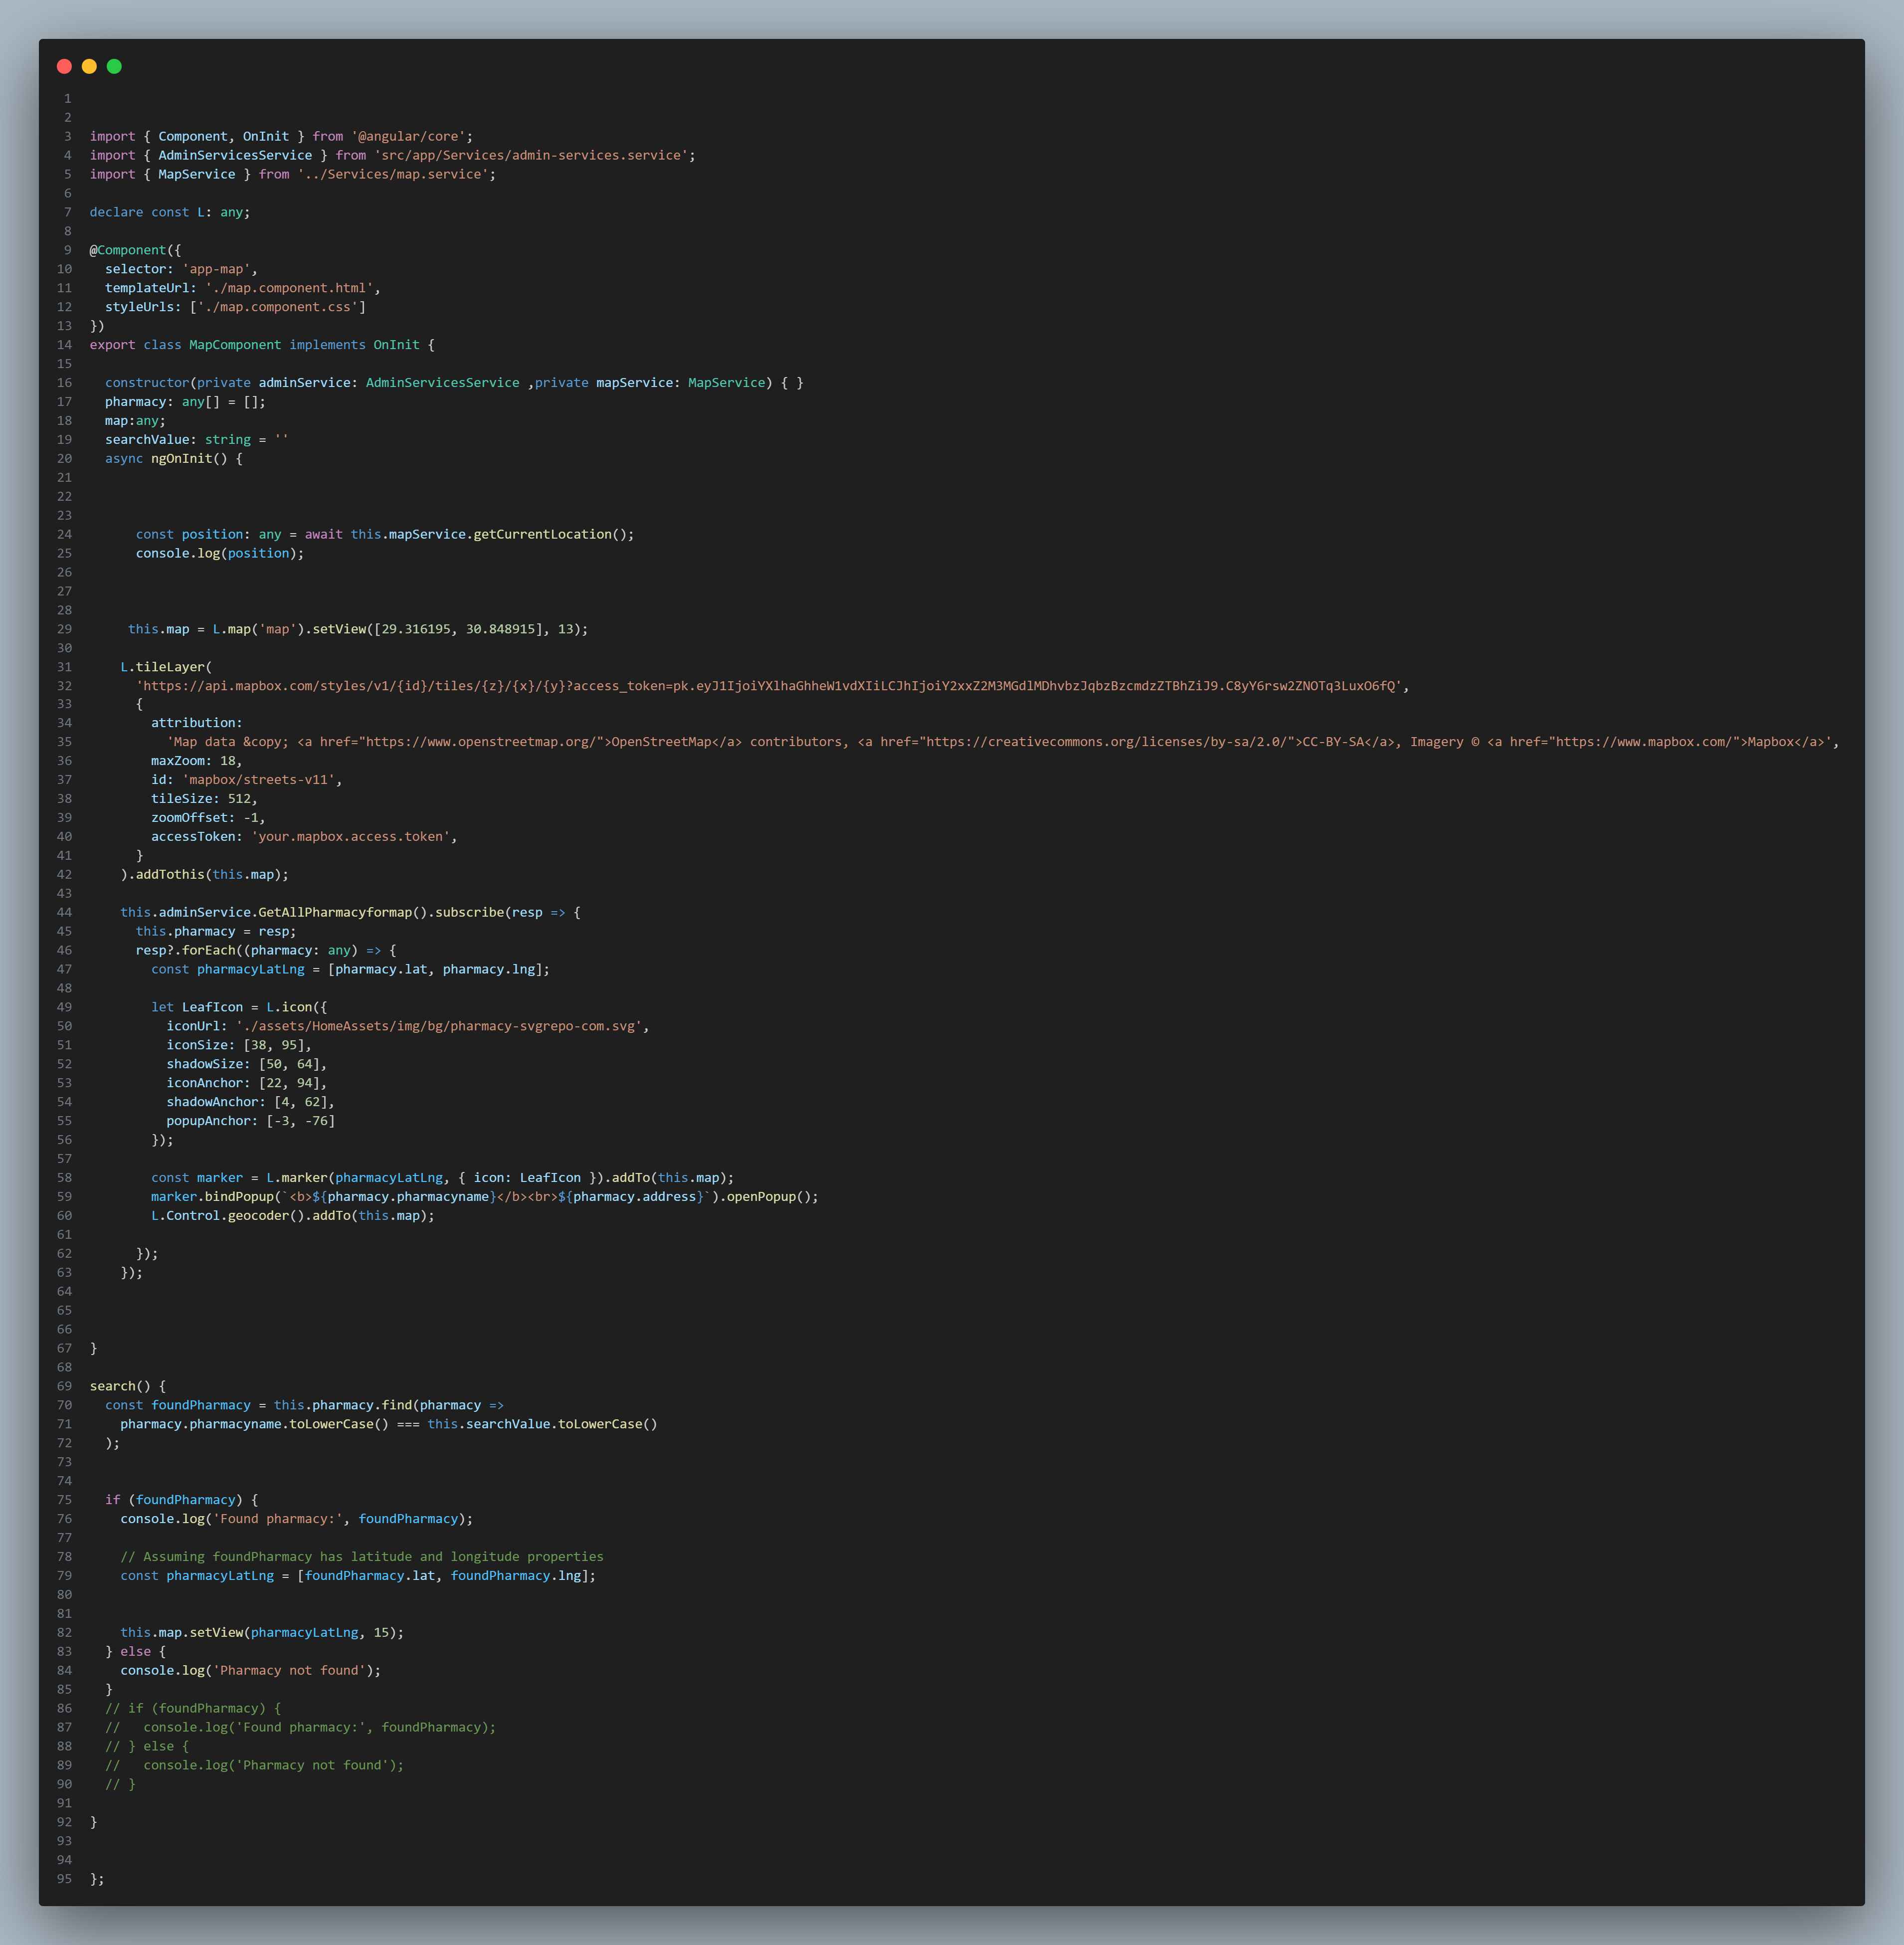 1
2
3 import { Component, OnInit } from '@angular/core';
4 import { AdminServicesService } from 'src/app/Services/admin-services.service';
5 import { MapService } from '../Services/map.service';
6
7 declare const L: any;
8
9 @Component({
10   selector: 'app-map',
11   templateUrl: './map.component.html',
12   styleUrls: ['./map.component.css']
13 })
14 export class MapComponent implements OnInit {
15
16   constructor(private adminService: AdminServicesService ,private mapService: MapService) { }
17   pharmacy: any[] = [];
18   map:any;
19   searchValue: string = ''
20   async ngOnInit() {
21
22
23
24       const position: any = await this.mapService.getCurrentLocation();
25       console.log(position);
26
27
28
29      this.map = L.map('map').setView([29.316195, 30.848915], 13);
30
31     L.tileLayer(
32       'https://api.mapbox.com/styles/v1/{id}/tiles/{z}/{x}/{y}?access_token=pk.eyJ1IjoiYXlhaGhheW1vdXIiLCJhIjoiY2xxZ2M3MGdlMDhvbzJqbzBzcmdzZTBhZiJ9.C8yY6rsw2ZNOTq3LuxO6fQ',
33       {
34         attribution:
35           'Map data &copy; <a href="https://www.openstreetmap.org/">OpenStreetMap</a> contributors, <a href="https://creativecommons.org/licenses/by-sa/2.0/">CC-BY-SA</a>, Imagery © <a href="https://www.mapbox.com/">Mapbox</a>',
36         maxZoom: 18,
37         id: 'mapbox/streets-v11',
38         tileSize: 512,
39         zoomOffset: -1,
40         accessToken: 'your.mapbox.access.token',
41       }
42     ).addTothis(this.map);
43
44     this.adminService.GetAllPharmacyformap().subscribe(resp => {
45       this.pharmacy = resp;
46       resp?.forEach((pharmacy: any) => {
47         const pharmacyLatLng = [pharmacy.lat, pharmacy.lng];
48
49         let LeafIcon = L.icon({
50           iconUrl: './assets/HomeAssets/img/bg/pharmacy-svgrepo-com.svg',
51           iconSize: [38, 95],
52           shadowSize: [50, 64],
53           iconAnchor: [22, 94],
54           shadowAnchor: [4, 62],
55           popupAnchor: [-3, -76]
56         });
57
58         const marker = L.marker(pharmacyLatLng, { icon: LeafIcon }).addTo(this.map);
59         marker.bindPopup(`<b>${pharmacy.pharmacyname}</b><br>${pharmacy.address}`).openPopup();
60         L.Control.geocoder().addTo(this.map);
61
62       });
63     });
64
65
66
67 }
68
69 search() {
70   const foundPharmacy = this.pharmacy.find(pharmacy =>
71     pharmacy.pharmacyname.toLowerCase() === this.searchValue.toLowerCase()
72   );
73
74
75   if (foundPharmacy) {
76     console.log('Found pharmacy:', foundPharmacy);
77
78     // Assuming foundPharmacy has latitude and longitude properties
79     const pharmacyLatLng = [foundPharmacy.lat, foundPharmacy.lng];
80
81
82     this.map.setView(pharmacyLatLng, 15);
83   } else {
84     console.log('Pharmacy not found');
85   }
86   // if (foundPharmacy) {
87   //   console.log('Found pharmacy:', foundPharmacy);
88   // } else {
89   //   console.log('Pharmacy not found');
90   // }
91
92 }
93
94
95 };